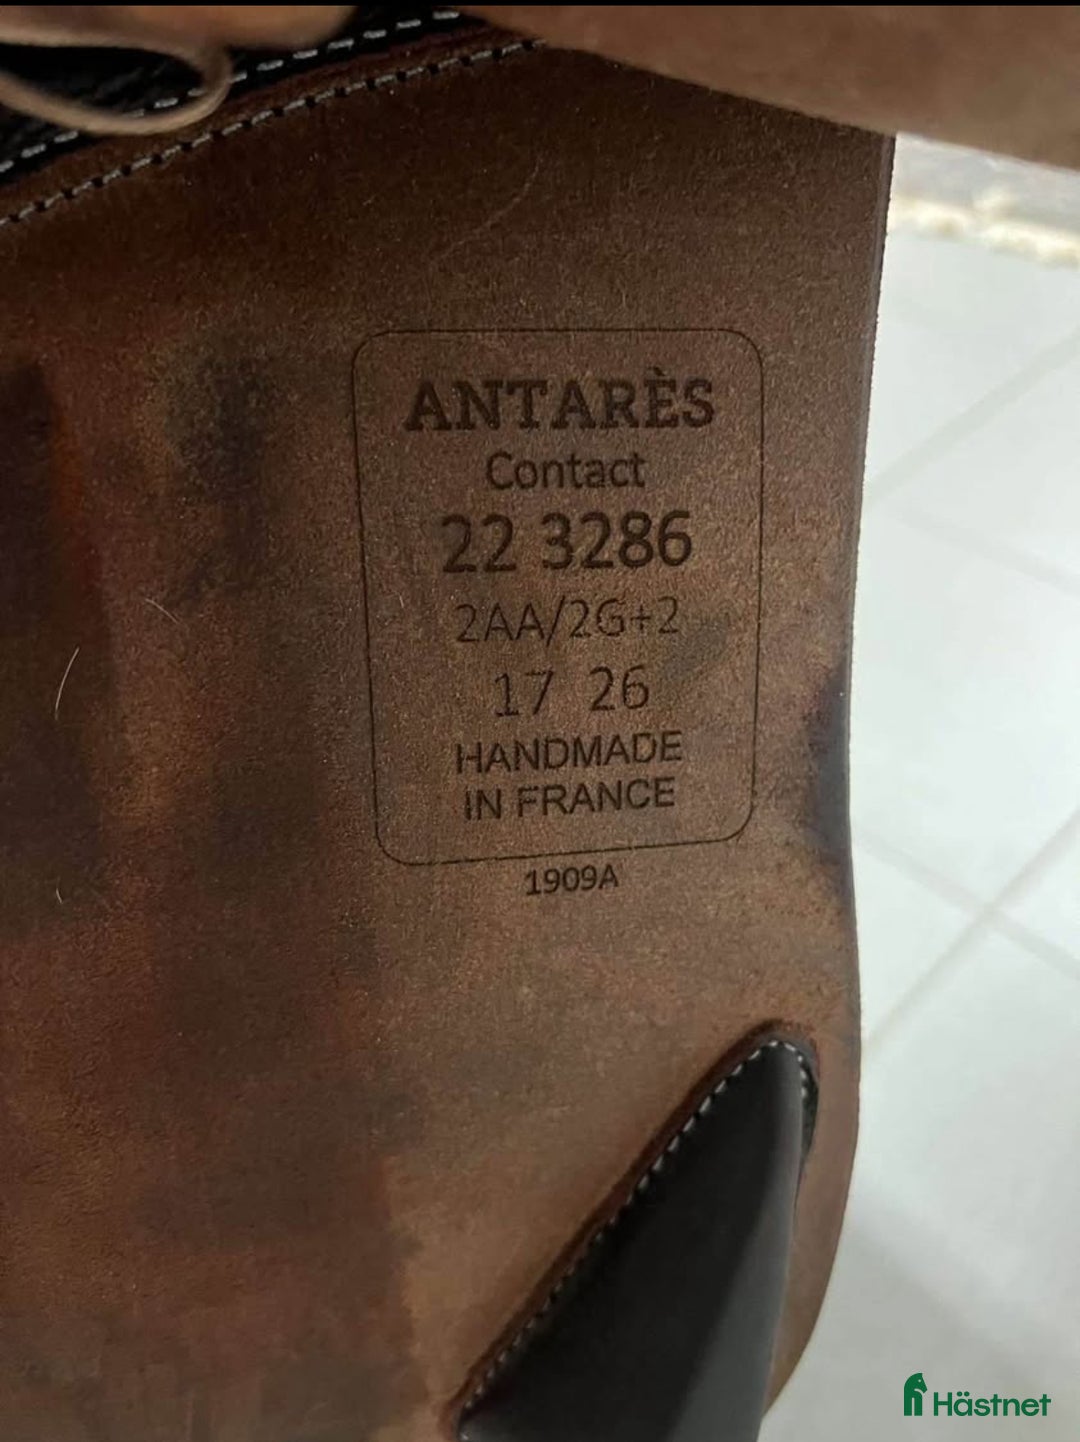 ANTARÈS
Contact
22 3286
2AA/2G+2
17 26
HANDMADE
IN FRANCE
1909A
Hästnet